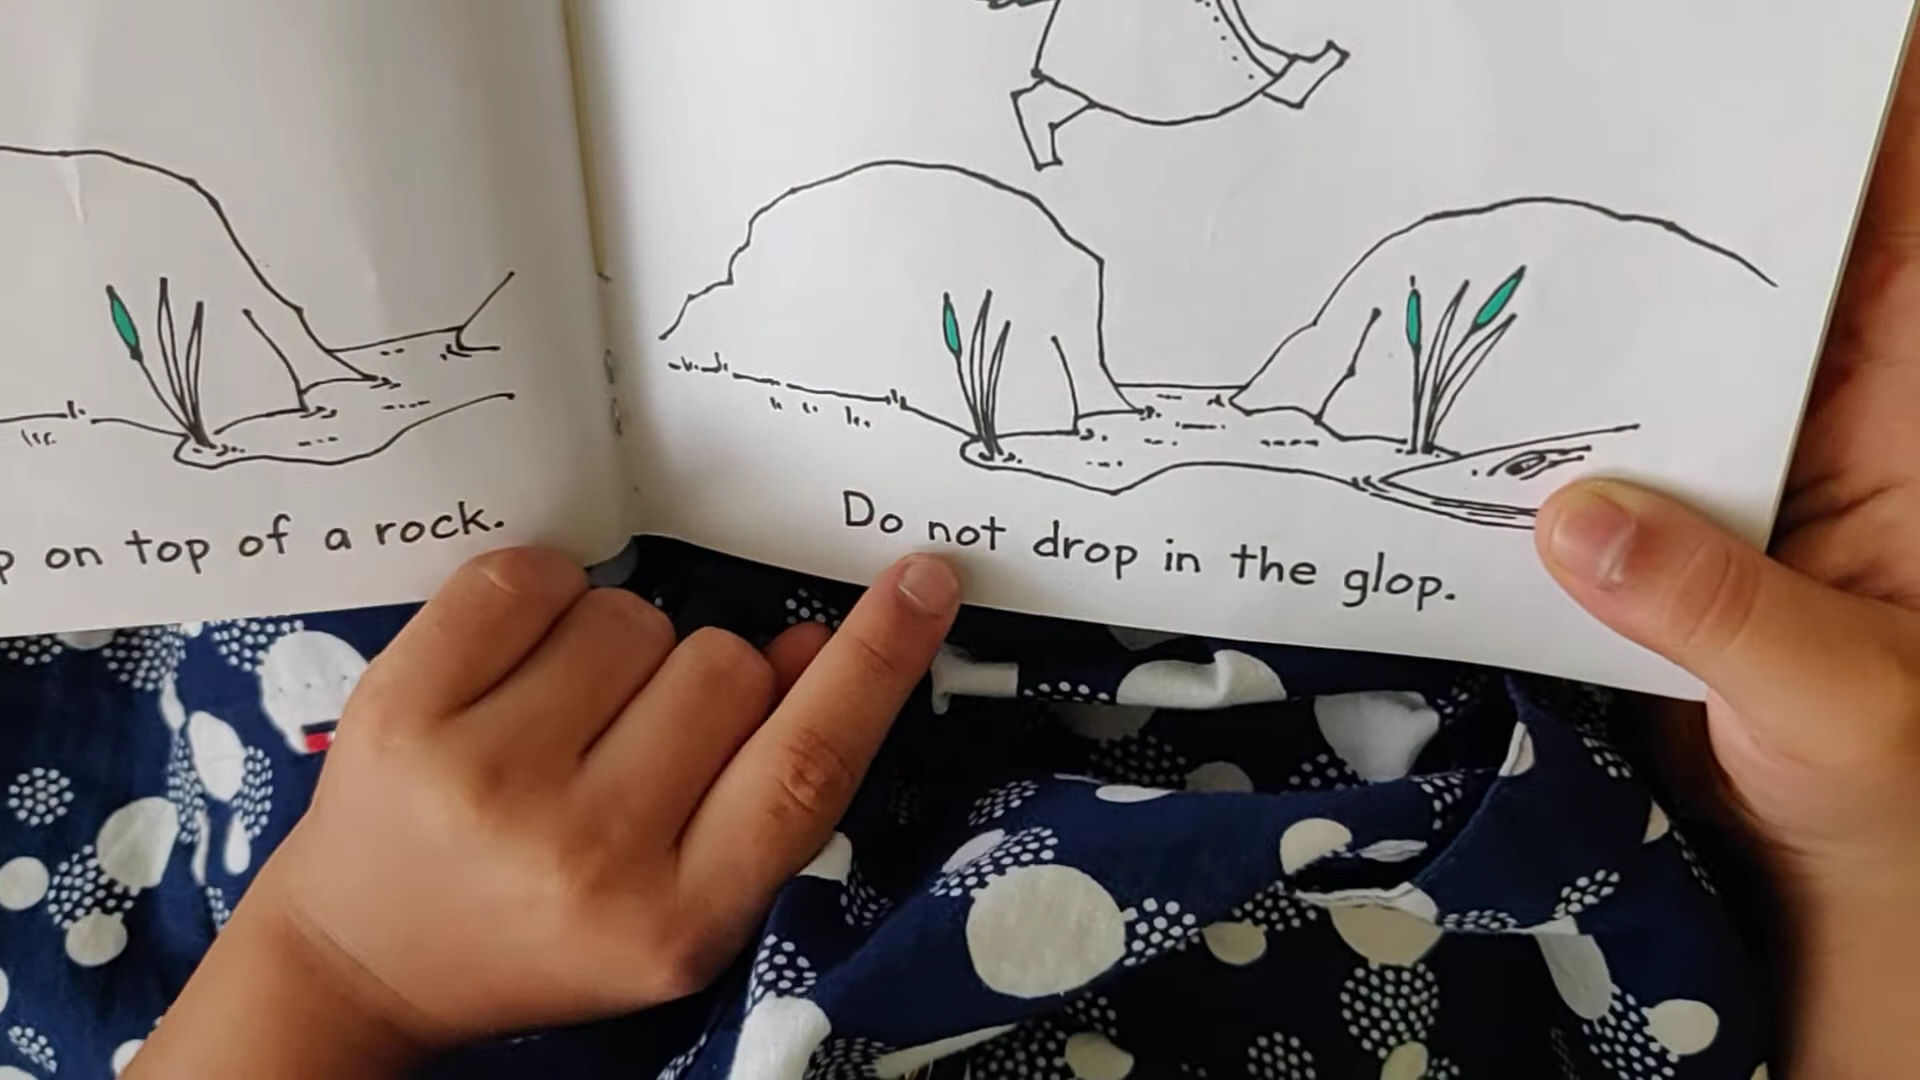 on top of a rock.
Do not drop in the glop.